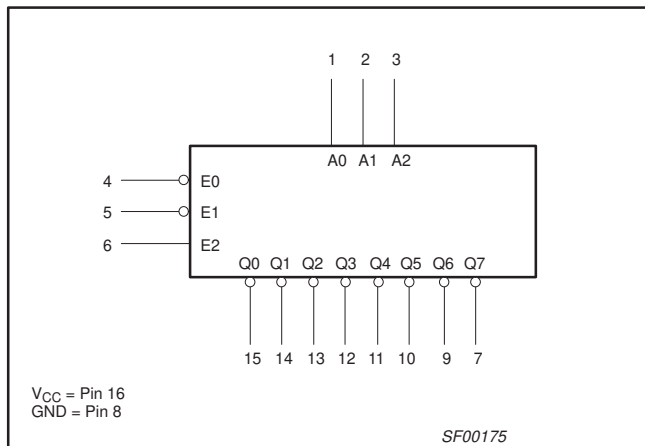 1 2 3
A0 A1 A2
4 E0
5 E1
6 E2
Q0 Q1 Q2 Q3 Q4 Q5 Q6 Q7
15 14 13 12 11 10 9 7
VCC = Pin 16
GND = Pin 8
SF00175